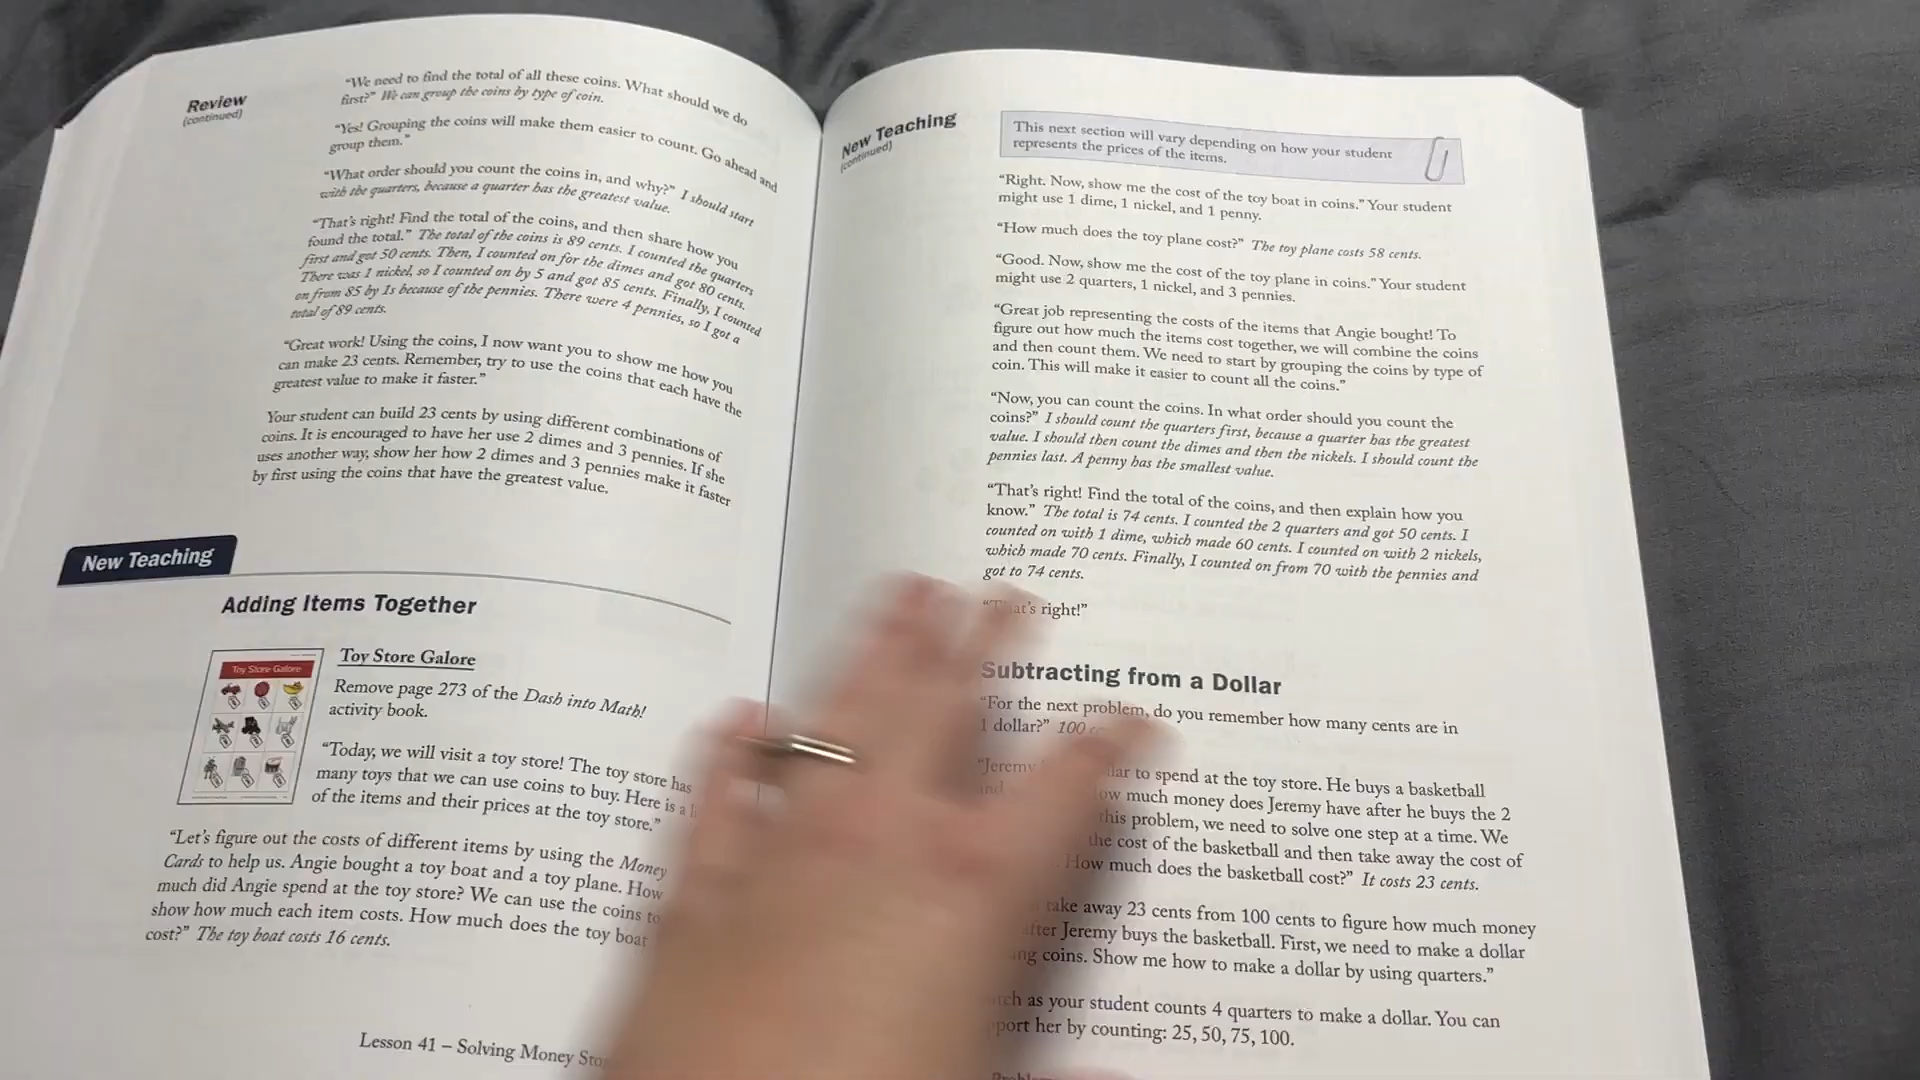 Review
(continued)
“We need to find the total of all these coins. What should we do
first?” We can group the coins by type of coin.
“Yes! Grouping the coins will make them easier to count. Go ahead and
group them.”
“What order should you count the coins in, and why?” I should start
with the quarters, because a quarter has the greatest value.
“That’s right! Find the total of the coins, and then share how you
found the total.” The total of the coins is 89 cents. I counted the quarters
first and got 50 cents. Then, I counted on for the dimes and got 80 cents.
There was 1 nickel, so I counted on by 5 and got 85 cents. Finally, I counted
on from 85 by 1s because of the pennies. There were 4 pennies, so I got a
total of 89 cents.
“Great work! Using the coins, I now want you to show me how you
can make 23 cents. Remember, try to use the coins that each have the
greatest value to make it faster.”
Your student can build 23 cents by using different combinations of
coins. It is encouraged to have her use 2 dimes and 3 pennies. If she
uses another way, show her how 2 dimes and 3 pennies make it faster
by first using the coins that have the greatest value.
New Teaching
Adding Items Together
Toy Store Galore
Toy Store Galore
Remove page 273 of the Dash into Math!
activity book.
“Today, we will visit a toy store! The toy store has
many toys that we can use coins to buy. Here is a
of the items and their prices at the toy store.”
“Let’s figure out the costs of different items by using the Money
Cards to help us. Angie bought a toy boat and a toy plane. How
much did Angie spend at the toy store? We can use the coins to
show how much each item costs. How much does the toy boat
cost?” The toy boat costs 16 cents.
Lesson 41 – Solving Money
New Teaching
(continued)
This next section will vary depending on how your student
represents the prices of the items.
“Right. Now, show me the cost of the toy boat in coins.” Your student
might use 1 dime, 1 nickel, and 1 penny.
“How much does the toy plane cost?” The toy plane costs 58 cents.
“Good. Now, show me the cost of the toy plane in coins.” Your student
might use 2 quarters, 1 nickel, and 3 pennies.
“Great job representing the costs of the items that Angie bought! To
figure out how much the items cost together, we will combine the coins
and then count them. We need to start by grouping the coins by type of
coin. This will make it easier to count all the coins.”
“Now, you can count the coins. In what order should you count the
coins?” I should count the quarters first, because a quarter has the greatest
value. I should then count the dimes and then the nickels. I should count the
pennies last. A penny has the smallest value.
“That’s right! Find the total of the coins, and then explain how you
know.” The total is 74 cents. I counted the 2 quarters and got 50 cents. I
counted on with 1 dime, which made 60 cents. I counted on with 2 nickels,
which made 70 cents. Finally, I counted on from 70 with the pennies and
got to 74 cents.
“That’s right!”
Subtracting from a Dollar
“For the next problem, do you remember how many cents are in
1 dollar?” 100
“Jeremy to spend at the toy store. He buys a basketball
much money does Jeremy have after he buys the 2
this problem, we need to solve one step at a time. We
the cost of the basketball and then take away the cost of
How much does the basketball cost?” It costs 23 cents.
take away 23 cents from 100 cents to figure how much money
after Jeremy buys the basketball. First, we need to make a dollar
coins. Show me how to make a dollar by using quarters.”
as your student counts 4 quarters to make a dollar. You can
her by counting: 25, 50, 75, 100.